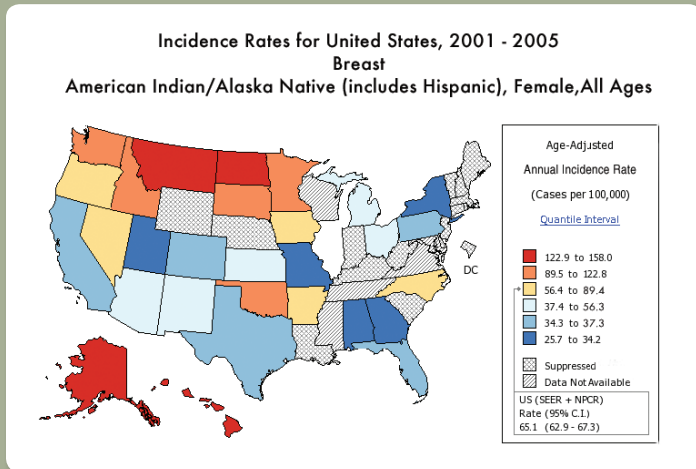 Incidence Rates for United States, 2001 - 2005
Breast
American Indian/Alaska Native (includes Hispanic), Female,All Ages
Age-Adjusted
Annual Incidence Rate
(Cases per 100,000)
Quantile Interval
122.9 to 158.0
89.5 to 122.8
56.4 to 89.4
37.4 to 56.3
34.3 to 37.3
25.7 to 34.2
Suppressed
Data Not Available
US (SEER + NPCR)
Rate (95% C.I.)
65.1 (62.9 - 67.3)
DC